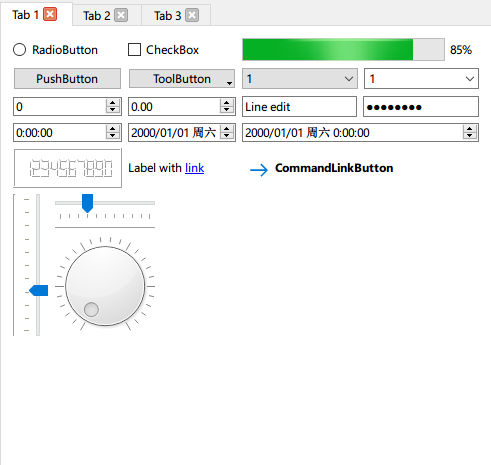 Tab 1 Tab 2 Tab 3
RadioButton CheckBox 85%
PushButton ToolButton 1 1
0 0.00 Line edit ●●●●●●●●
0:00:00 2000/01/01 周六 2000/01/01 周六 0:00:00
1234567890 Label with link CommandLinkButton